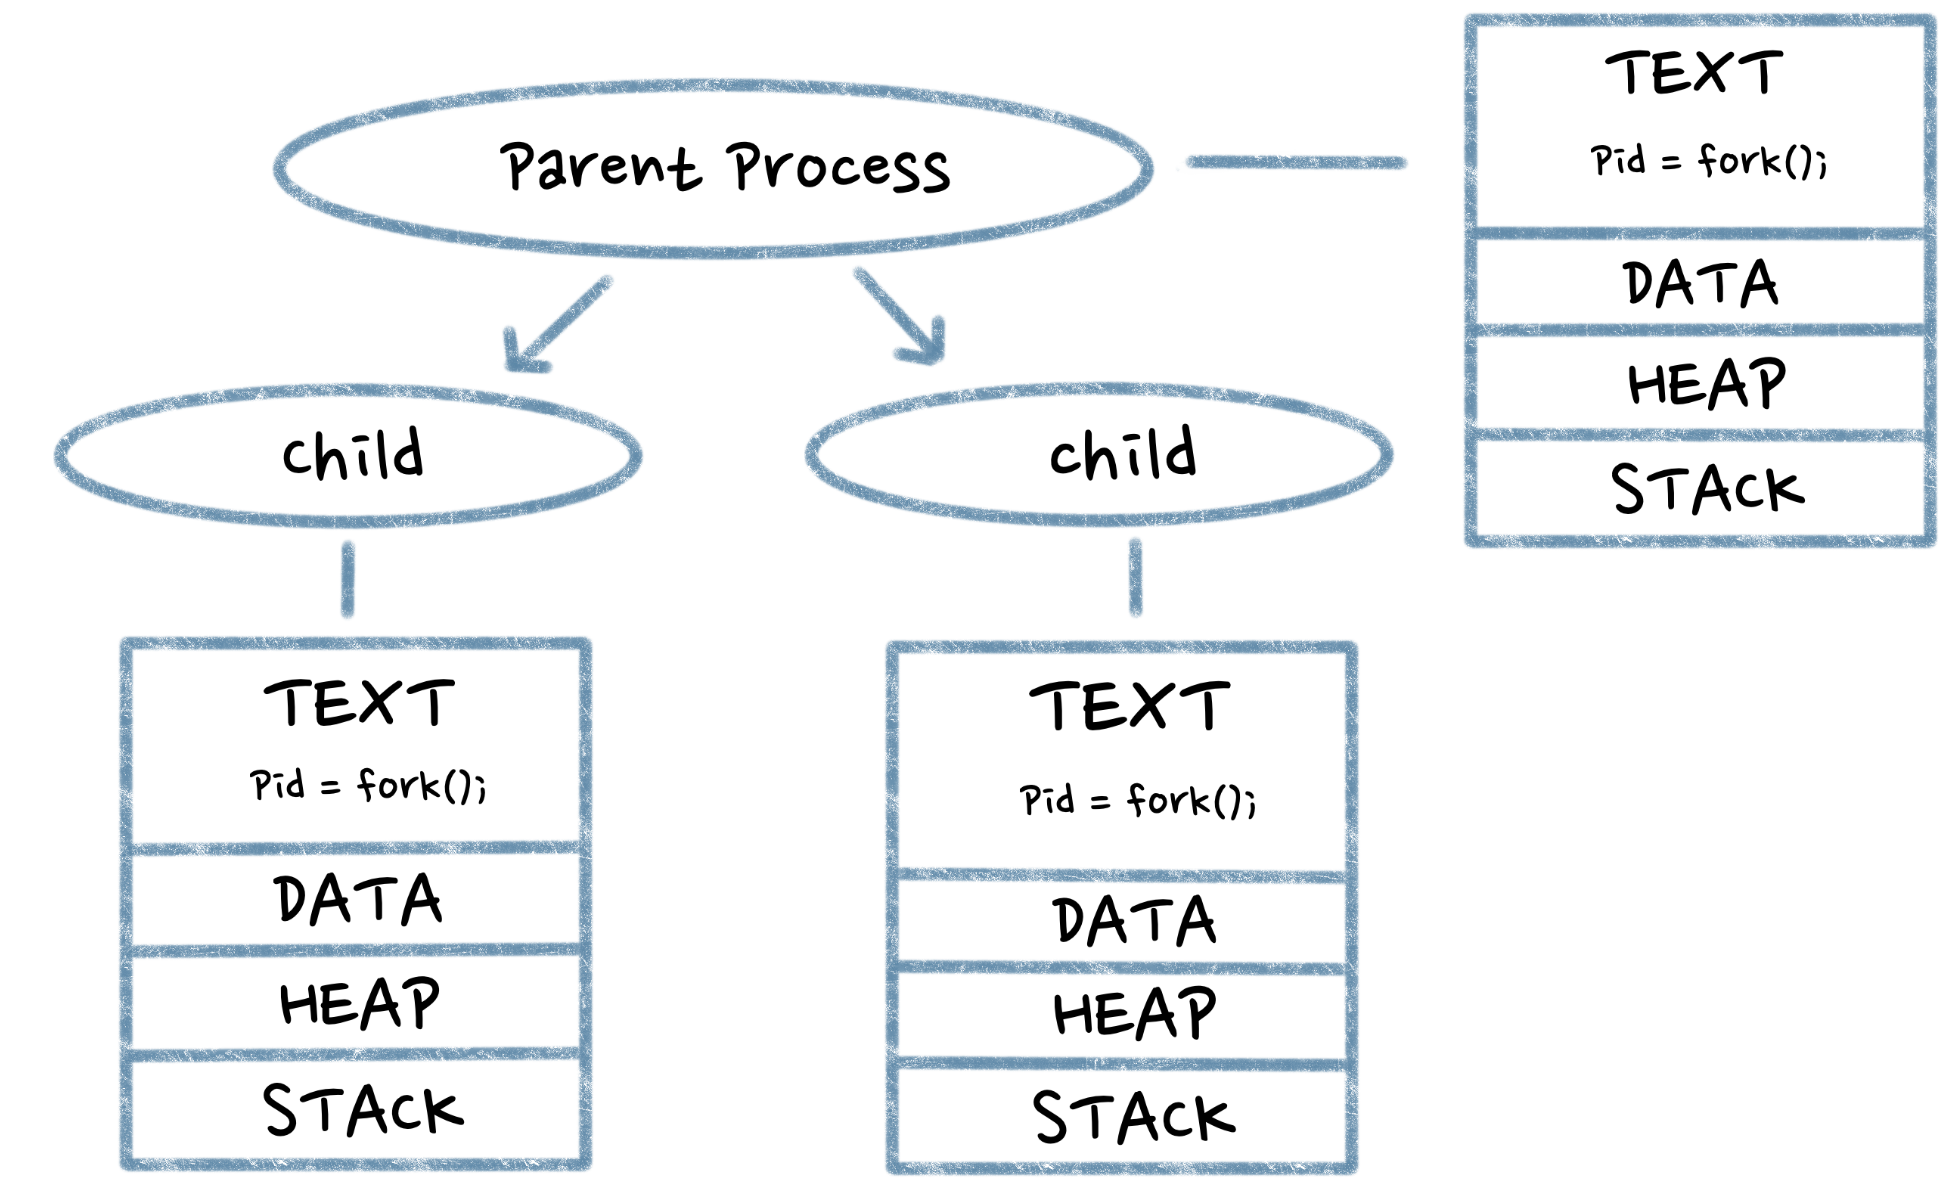 Parent Process
TEXT
Pid = fork();
DATA
HEAP
STACK
child
child
TEXT
Pid = fork();
DATA
HEAP
STACK
TEXT
Pid = fork();
DATA
HEAP
STACK